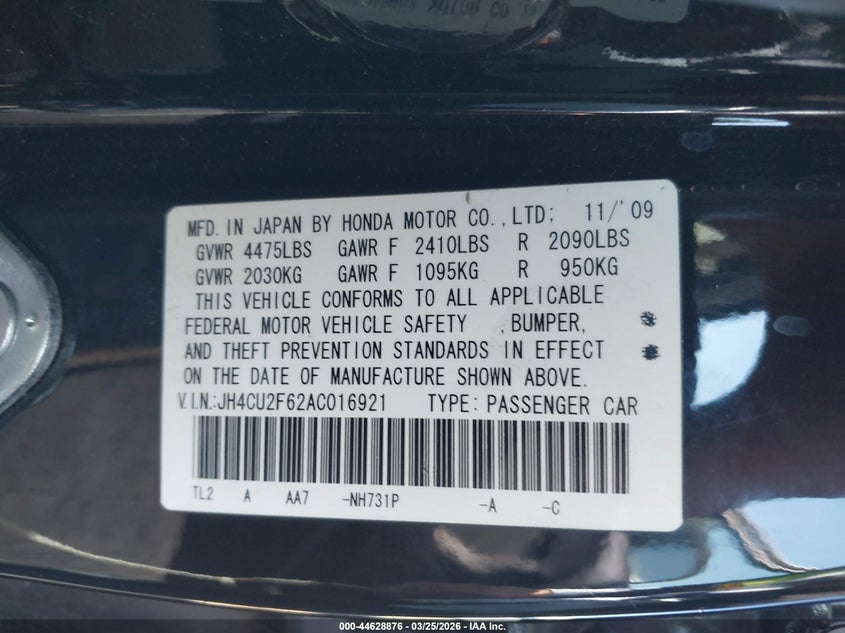 MFD. IN JAPAN BY HONDA MOTOR CO., LTD; 11/'09
GVWR 4475LBS GAWR F 2410LBS R 2090LBS
GVWR 2030KG GAWR F 1095KG R 950KG
THIS VEHICLE CONFORMS TO ALL APPLICABLE
FEDERAL MOTOR VEHICLE SAFETY , BUMPER,
AND THEFT PREVENTION STANDARDS IN EFFECT
ON THE DATE OF MANUFACTURE SHOWN ABOVE.
V.I.N.:JH4CU2F62AC016921 TYPE: PASSENGER CAR
TL2 A AA7 -NH731P -A -C
000-44628876 - 03/25/2026 - IAA Inc.